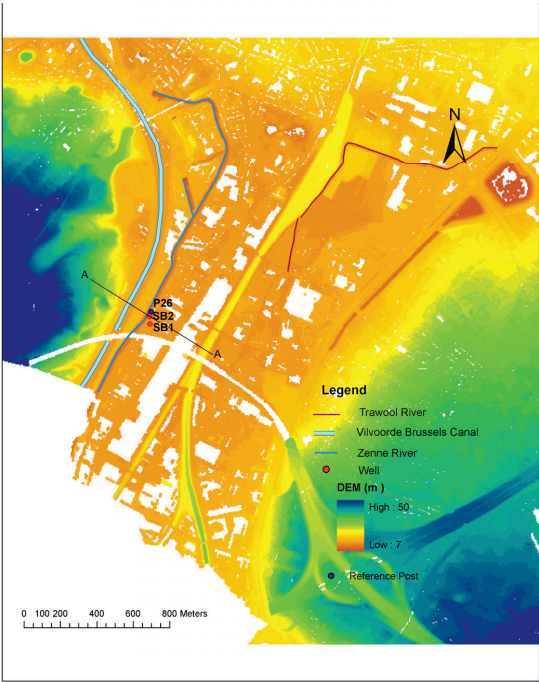 N
A
P26
SB2
SB1
A
Legend
Trawool River
Vilvoorde Brussels Canal
Zenne River
Well
DEM (m )
High : 50
Low : 7
Reference Post
0 100 200 400 600 800 Meters